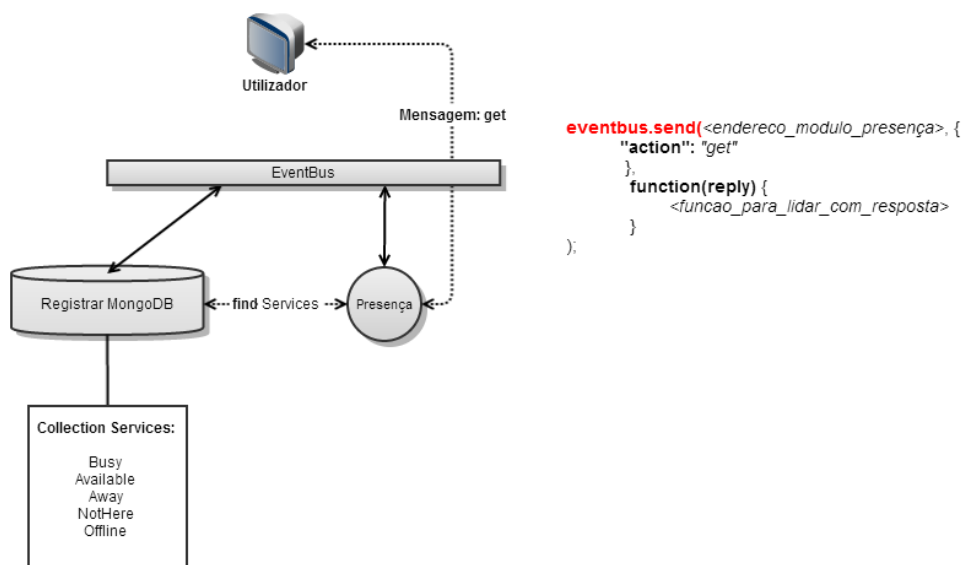 Utilizador
Mensagem: get
EventBus
Registrar MongoDB
find Services
Presença
Collection Services:
Busy
Available
Away
NotHere
Offline
eventbus.send(<endereco_modulo_presença>, {
"action": "get"
},
function(reply) {
<funcao_para_lidar_com_resposta>
}
);